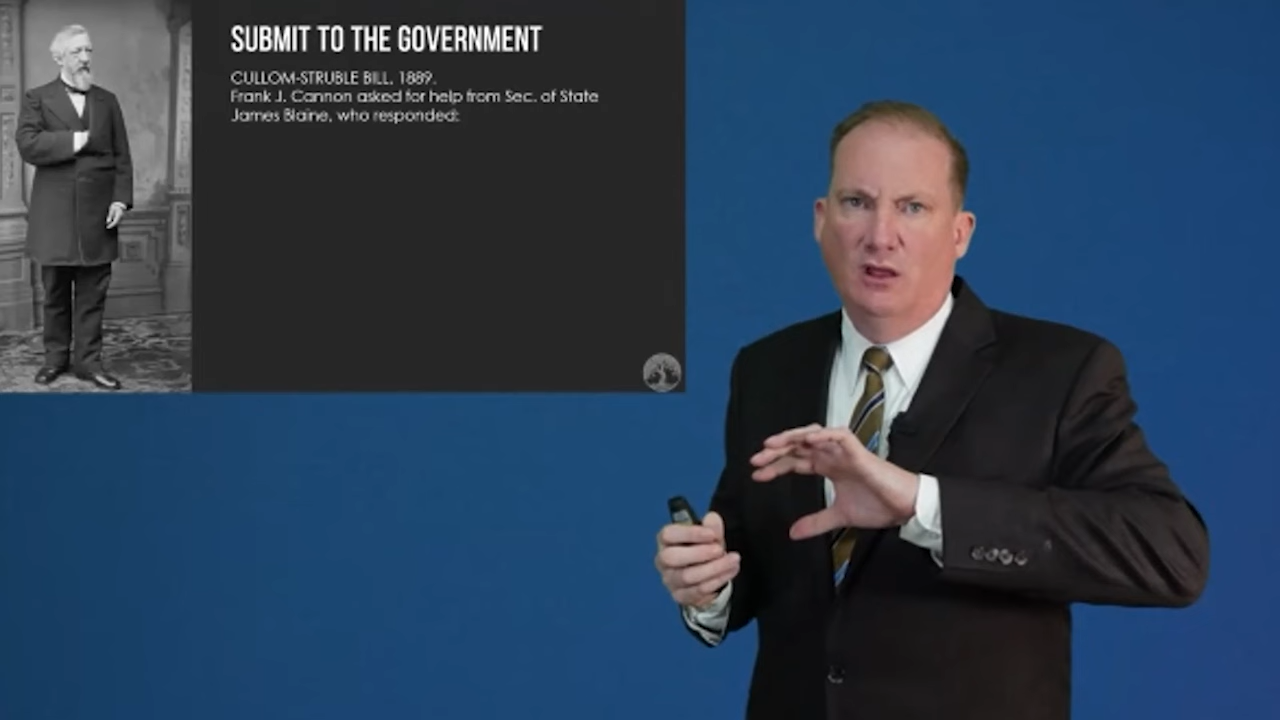 SUBMIT TO THE GOVERNMENT
CULLOM-STRUBLE BILL, 1889.
Frank J. Cannon asked for help from Sec. of State
James Blaine, who responded: